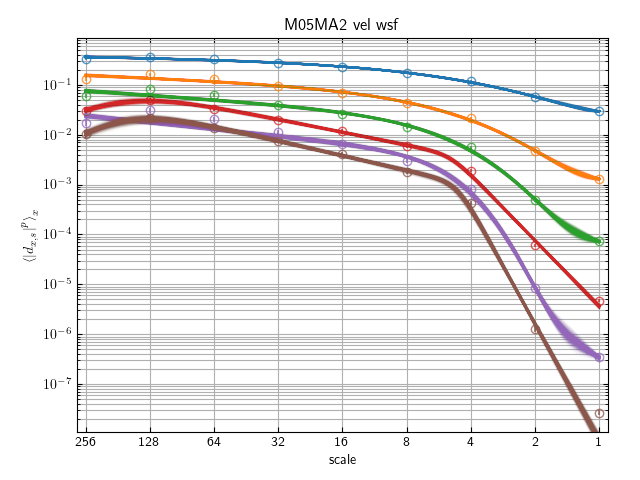 M05MA2 vel wsf
⟨|d_{x,s}|^p⟩_x
10^{-1}
10^{-2}
10^{-3}
10^{-4}
10^{-5}
10^{-6}
10^{-7}
256 128 64 32 16 8 4 2 1
scale